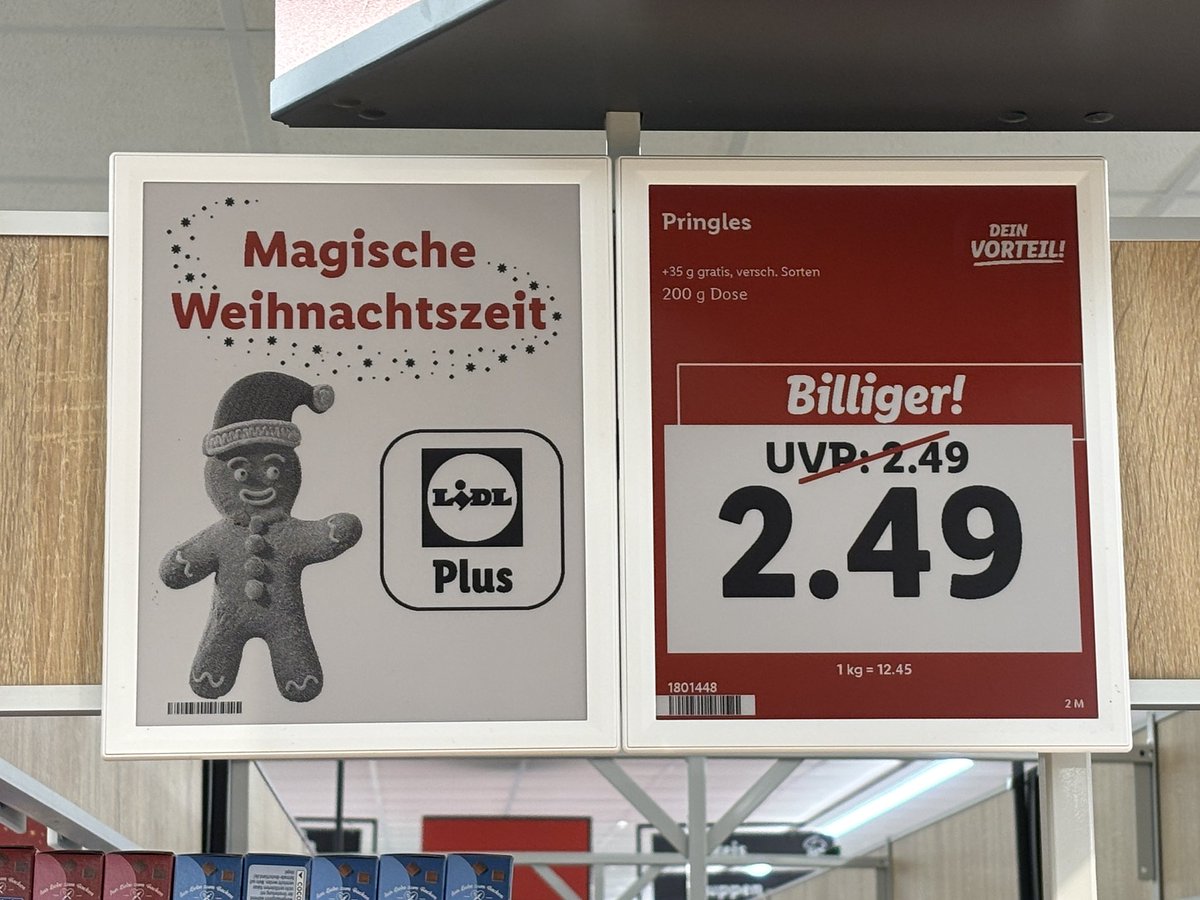 Magische
Weihnachtszeit
LIDL
Plus
Pringles
DEIN
VORTEIL!
+35 g gratis, versch. Sorten
200 g Dose
Billiger!
UVP: 2.49
2.49
1 kg = 12.45
1801448
2 M